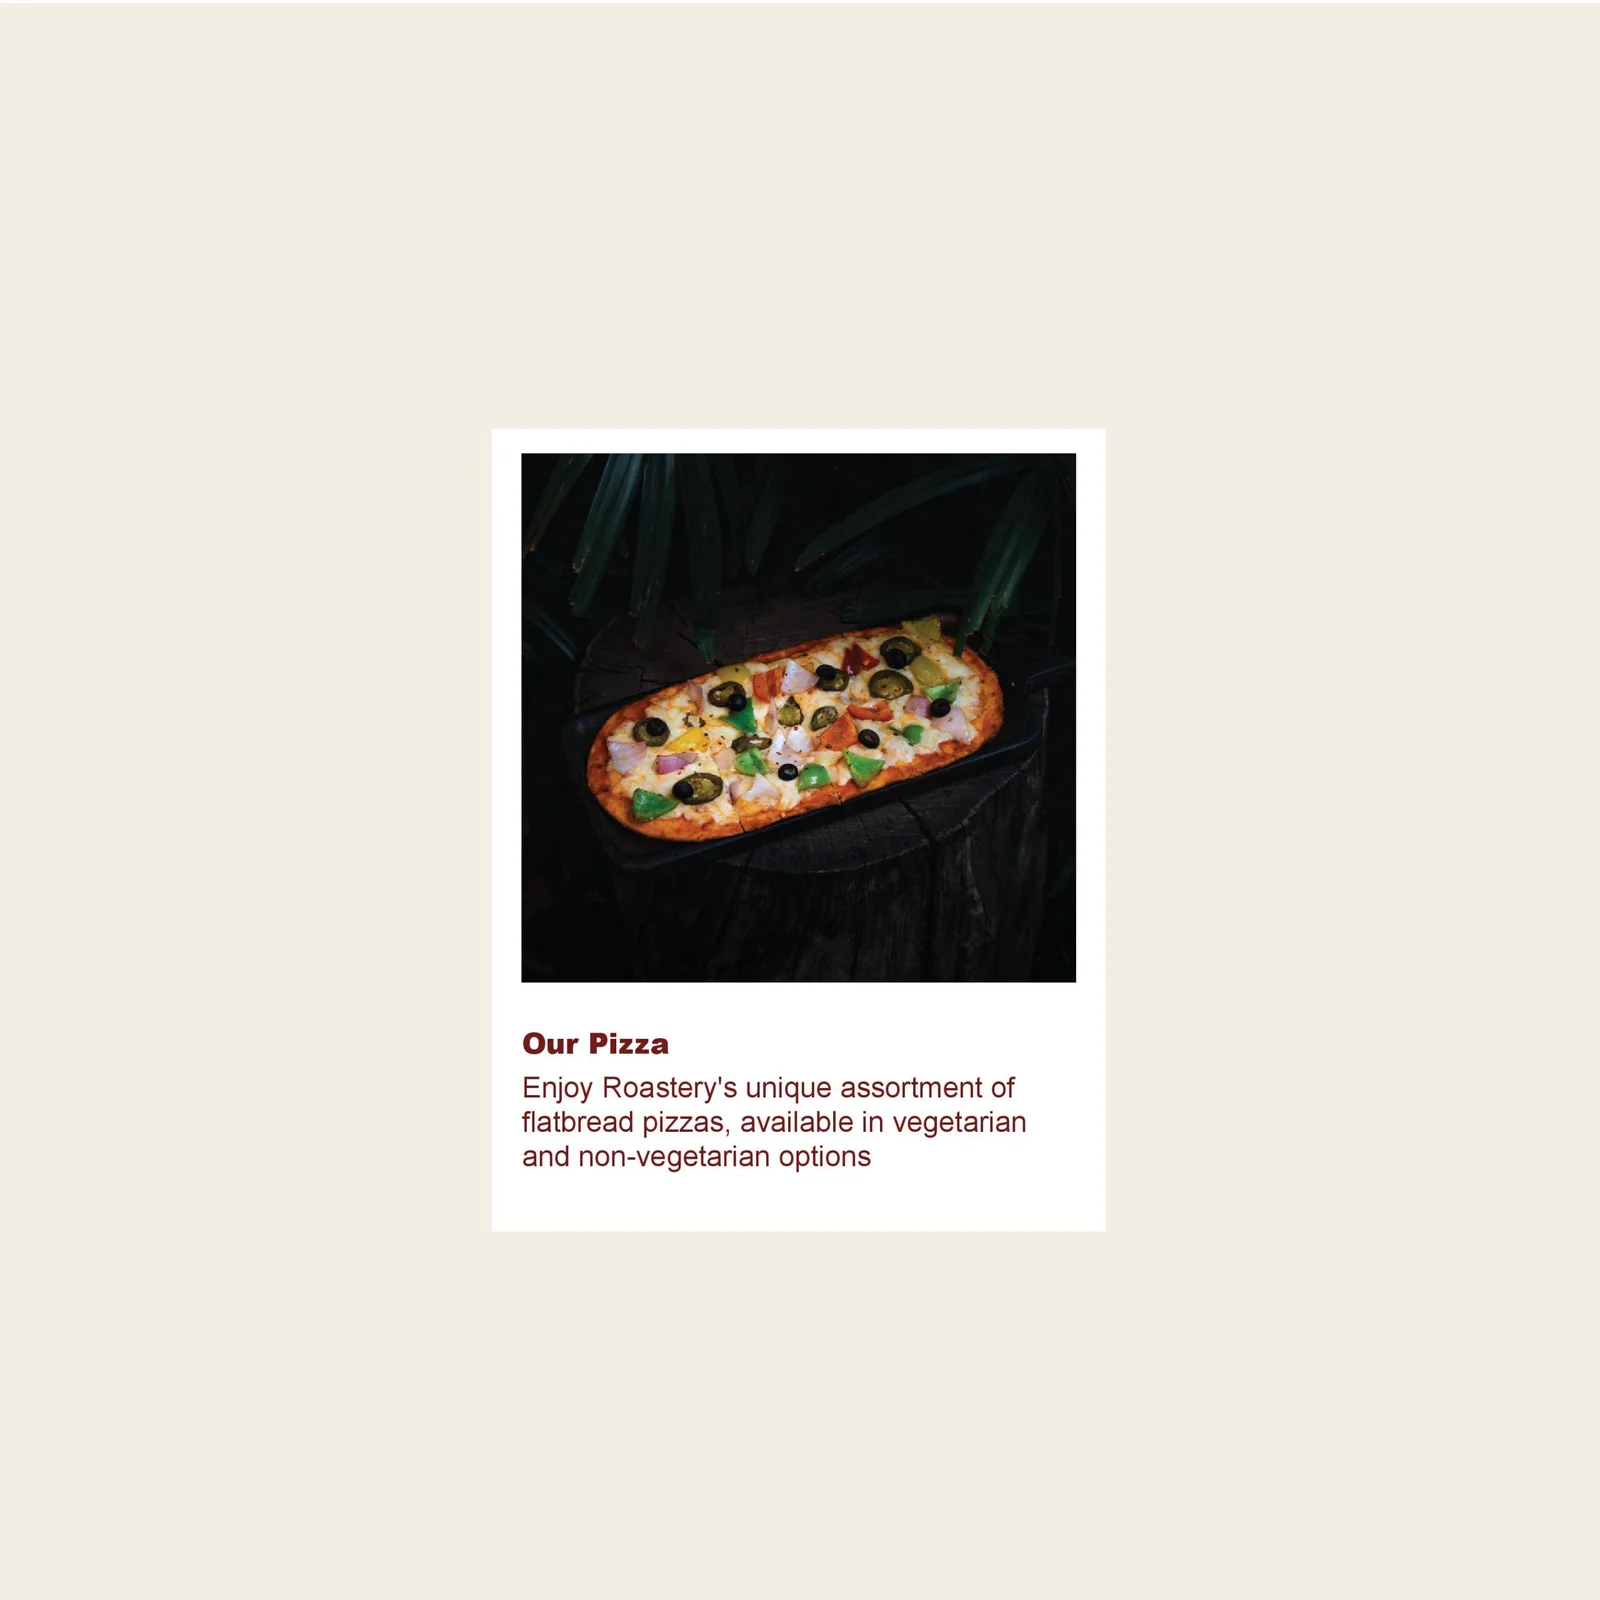 Our Pizza
Enjoy Roastery's unique assortment of
flatbread pizzas, available in vegetarian
and non-vegetarian options